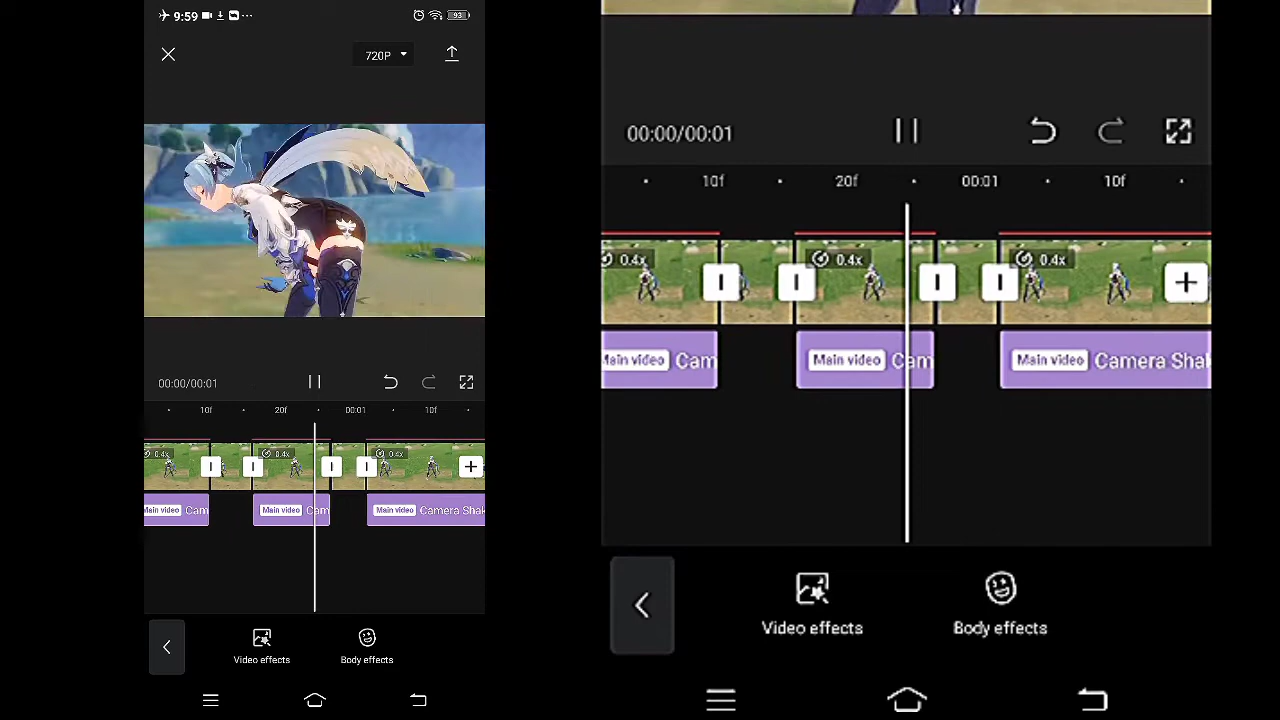 9:59
93
720P
00:00/00:01
10f 20f 00:01 10f
0.4x 0.4x 0.4x
Main video Cam Main video Cam Main video Camera Shak
Video effects Body effects
00:00/00:01
10f 20f 00:01 10f
0.4x 0.4x 0.4x
Main video Cam Main video Cam Main video Camera Shak
Video effects Body effects